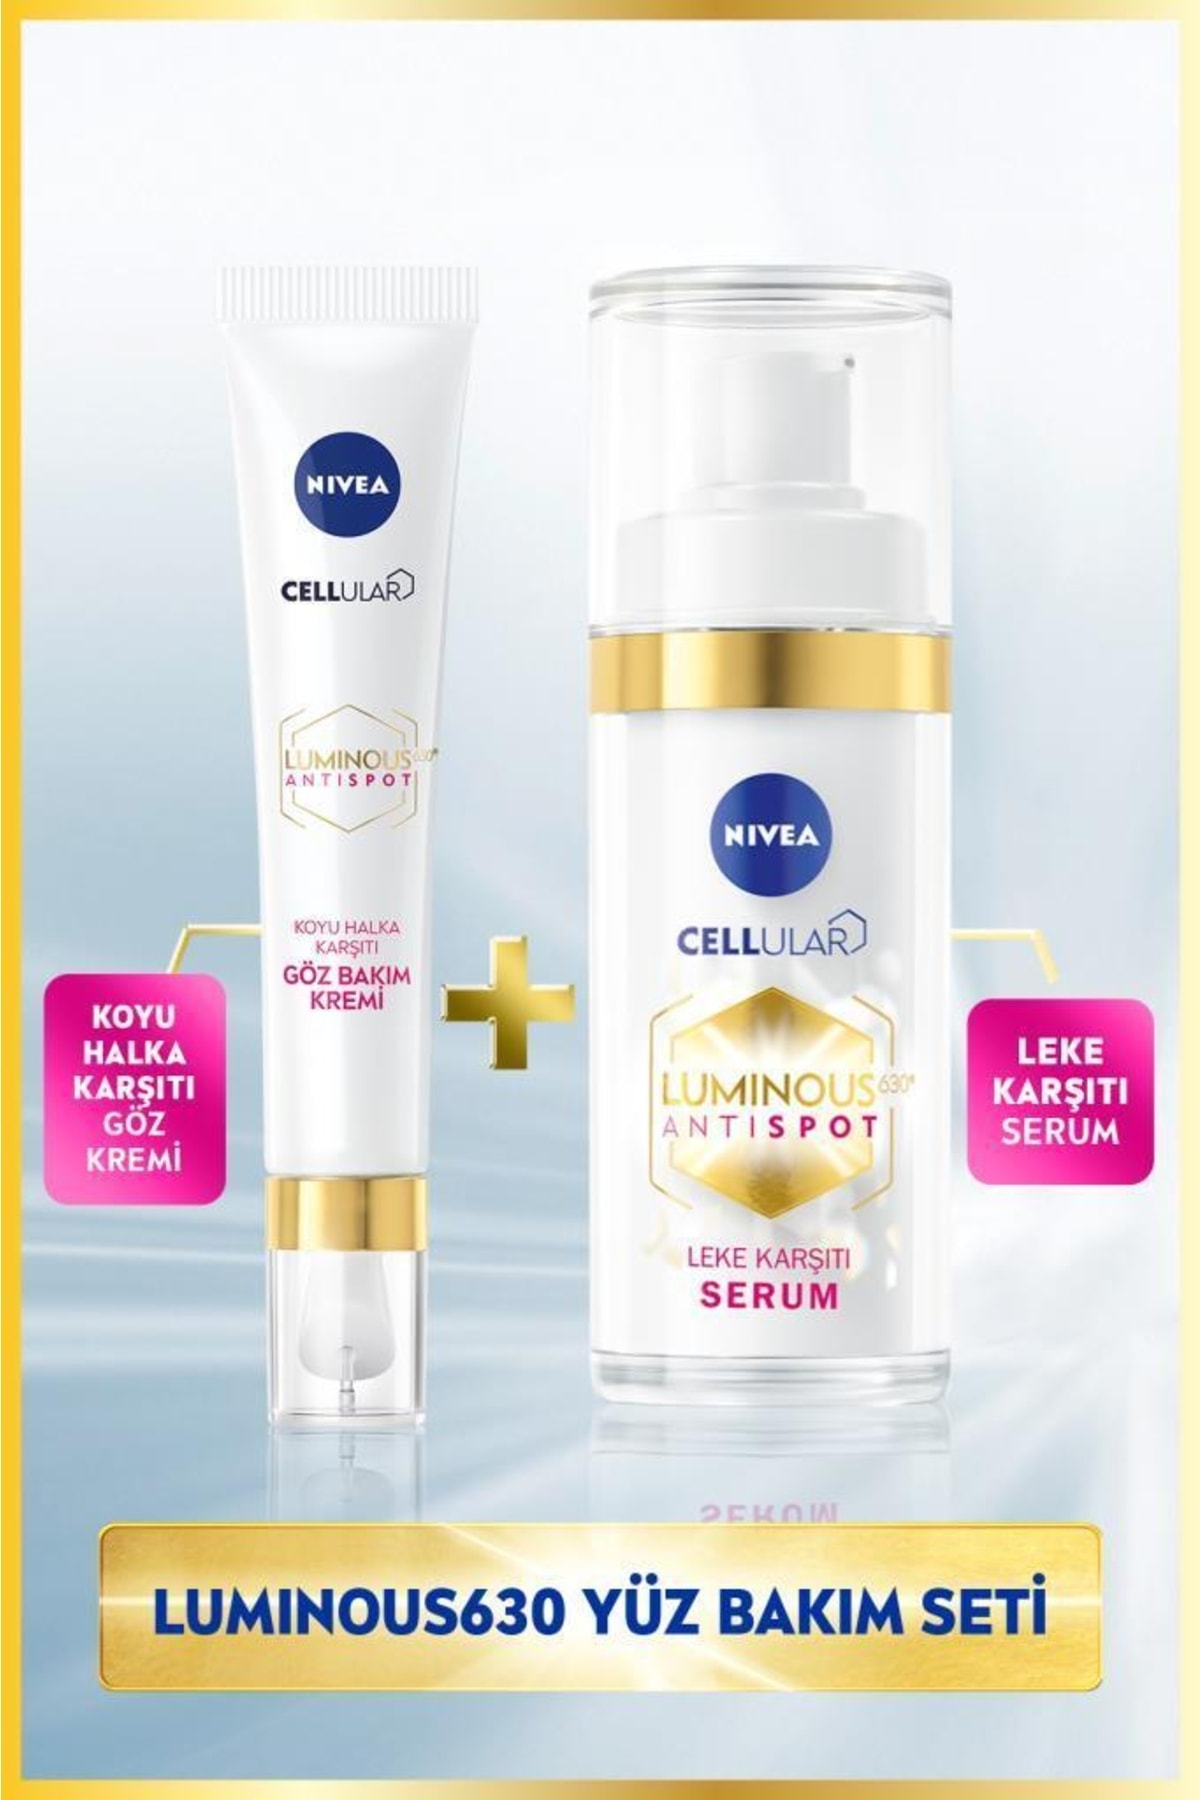 NIVEA
CELLULAR
LUMINOUS630®
ANTISPOT
KOYU HALKA
KARŞITI
GÖZ BAKIM
KREMİ
KOYU
HALKA
KARŞITI
GÖZ
KREMİ
NIVEA
CELLULAR
LUMINOUS630®
ANTISPOT
LEKE KARŞITI
SERUM
LEKE
KARŞITI
SERUM
SERUM
LUMINOUS630 YÜZ BAKIM SETİ